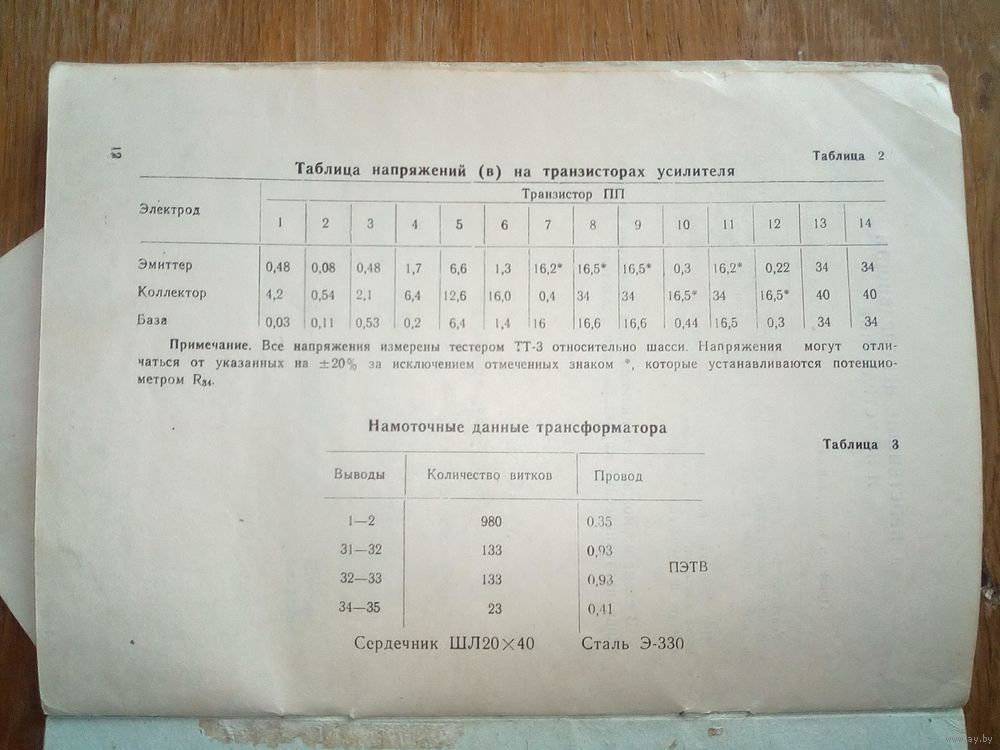 12
Таблица 2
Таблица напряжений (в) на транзисторах усилителя
Электрод
Транзистор ПП
1 2 3 4 5 6 7 8 9 10 11 12 13 14
Эмиттер 0,48 0,08 0,48 1,7 6,6 1,3 16,2* 16,5* 16,5* 0,3 16,2* 0,22 34 34
Коллектор 4,2 0,54 2,1 6,4 12,6 16,0 0,4 34 34 16,5* 34 16,5* 40 40
База 0,03 0,11 0,53 0,2 6,4 1,4 16 16,6 16,6 0,44 16,5 0,3 34 34
Примечание. Все напряжения измерены тестером ТТ-3 относительно шасси. Напряжения могут отли-
чаться от указанных на ±20% за исключением отмеченных знаком *, которые устанавливаются потенцио-
метром R34.
Намоточные данные трансформатора
Таблица 3
Выводы Количество витков Провод
1—2 980 0.35
31—32 133 0,93
ПЭТВ
32—33 133 0,93
34—35 23 0,41
Сердечник ШЛ20×40 Сталь Э-330
www.ay.by